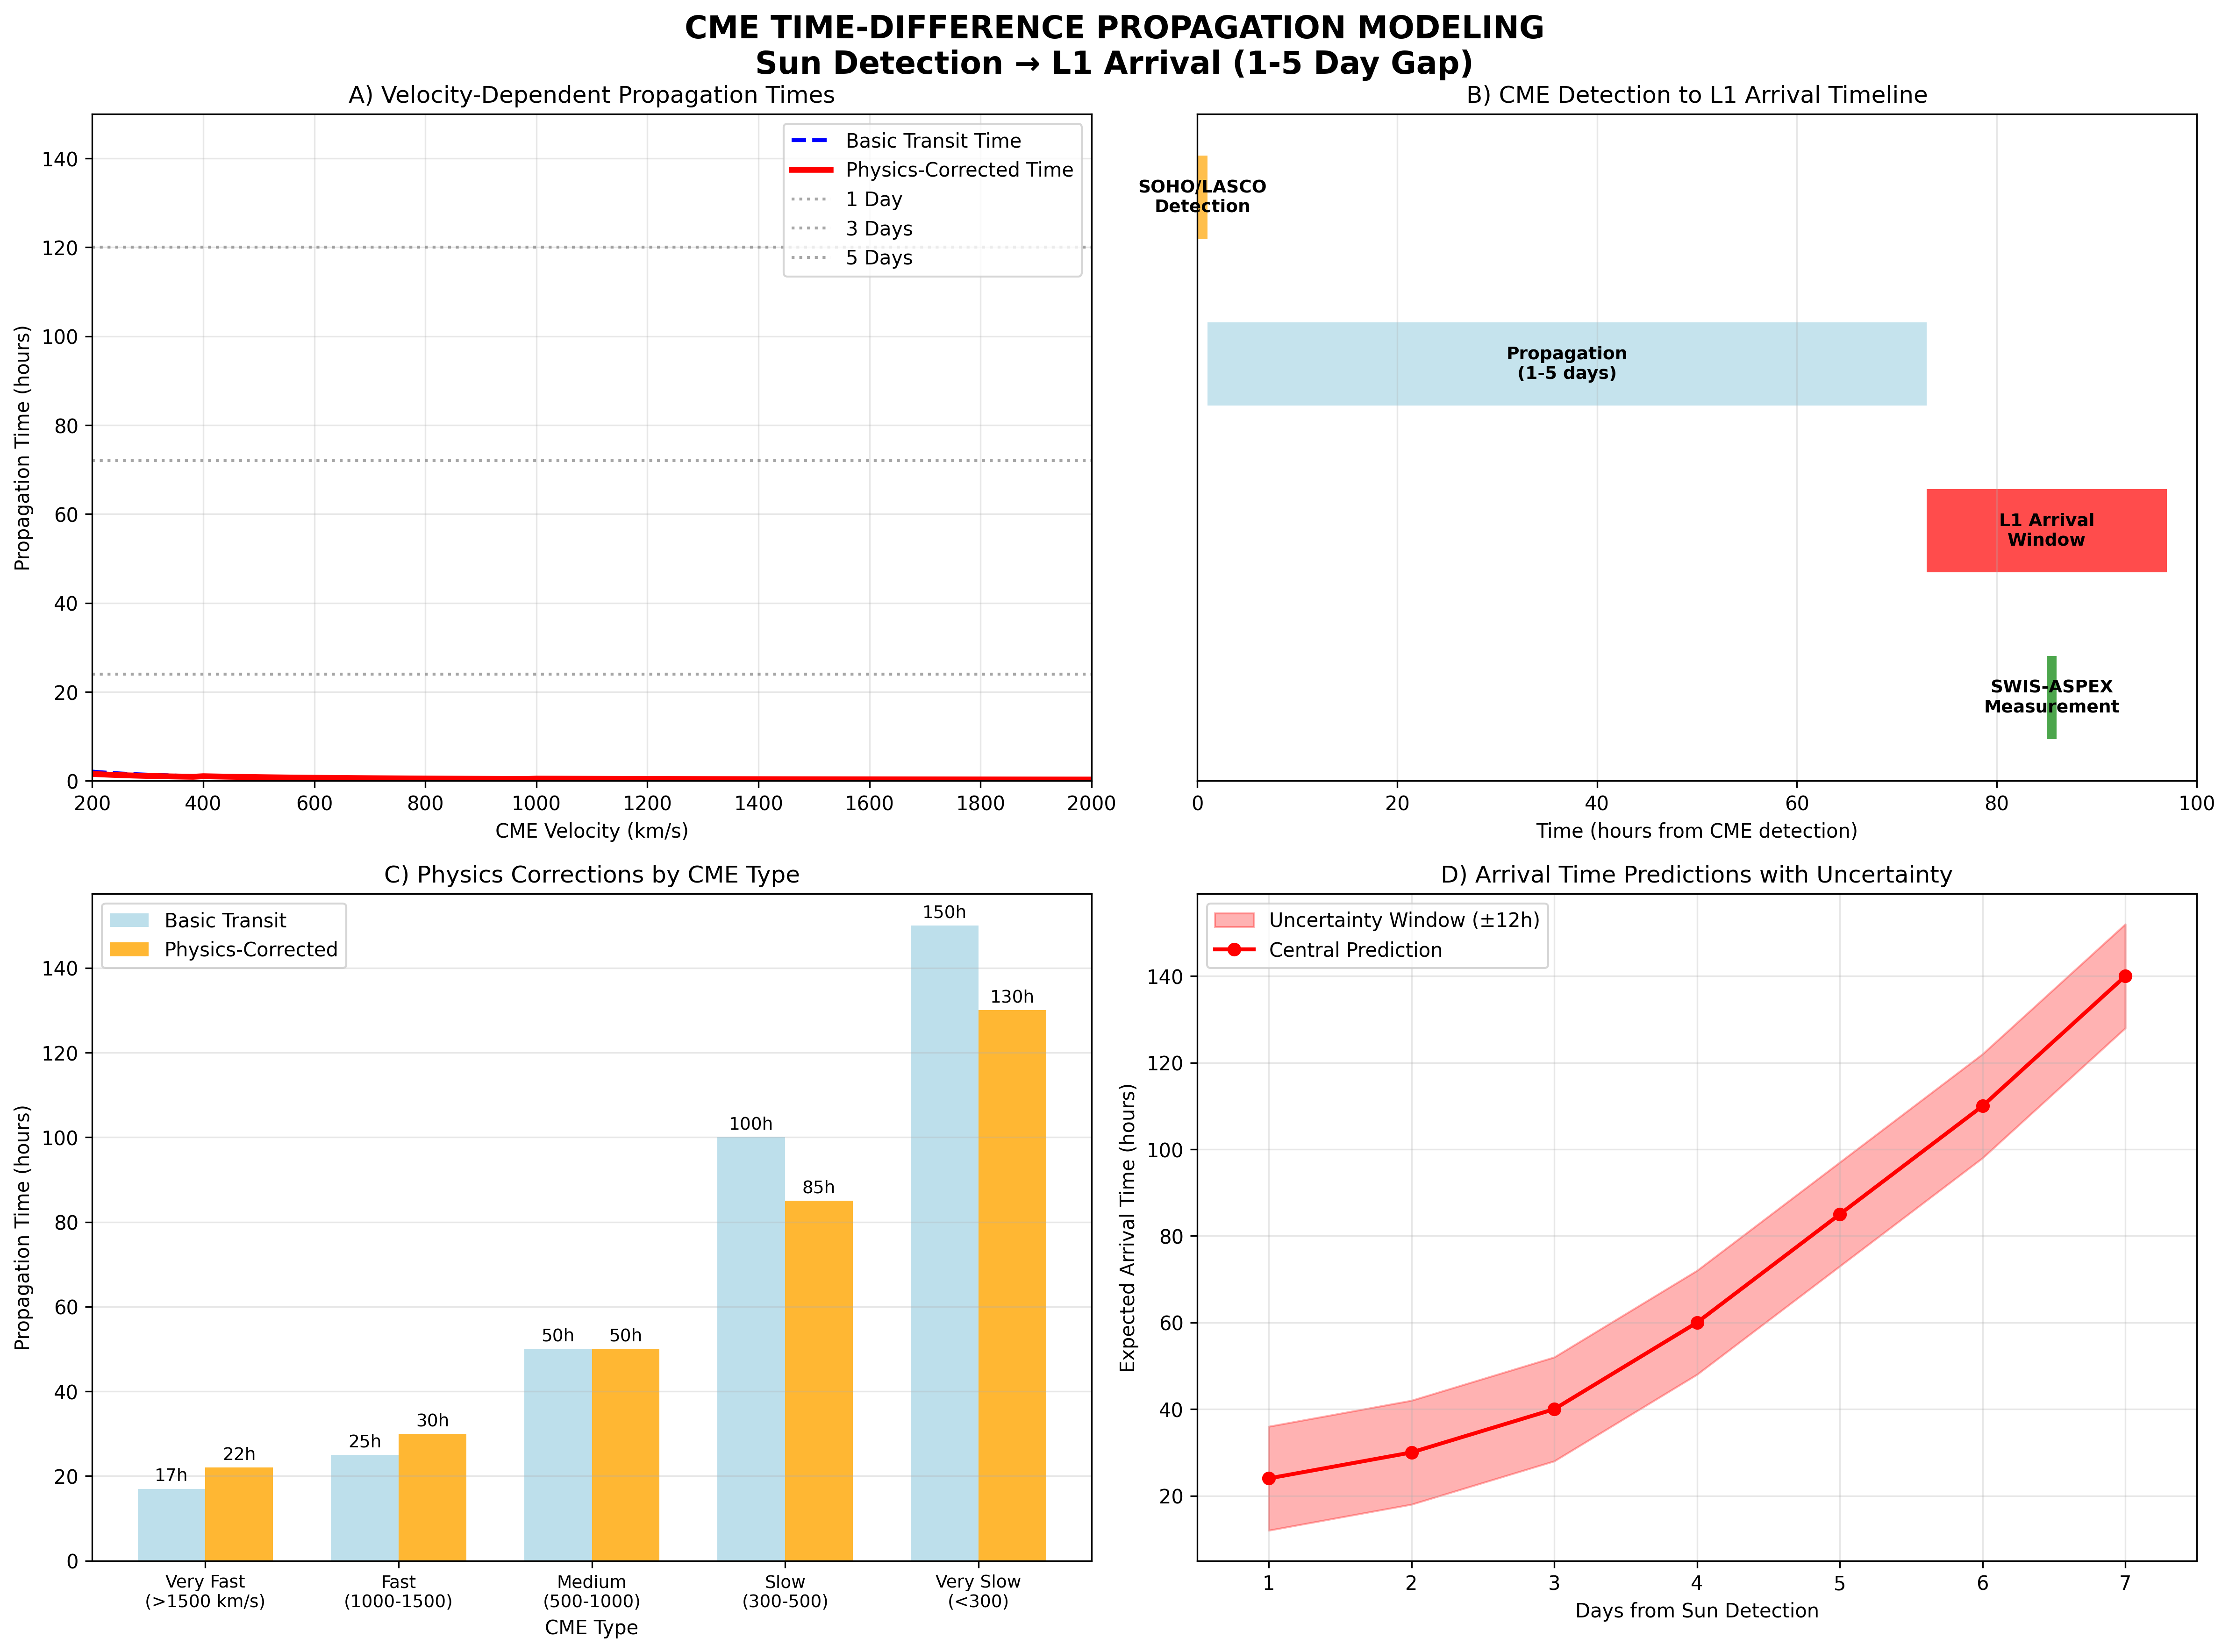 CME TIME-DIFFERENCE PROPAGATION MODELING
Sun Detection → L1 Arrival (1-5 Day Gap)
A) Velocity-Dependent Propagation Times
Propagation Time (hours)
140
120
100
80
60
40
20
0
Basic Transit Time
Physics-Corrected Time
1 Day
3 Days
5 Days
200 400 600 800 1000 1200 1400 1600 1800 2000
CME Velocity (km/s)
B) CME Detection to L1 Arrival Timeline
SOHO/LASCO
Detection
Propagation
(1-5 days)
L1 Arrival
Window
SWIS-ASPEX
Measurement
0 20 40 60 80 100
Time (hours from CME detection)
C) Physics Corrections by CME Type
Propagation Time (hours)
140
120
100
80
60
40
20
0
Basic Transit
Physics-Corrected
17h 22h 25h 30h 50h 50h 100h 85h 150h 130h
Very Fast Fast Medium Slow Very Slow
(>1500 km/s) (1000-1500) (500-1000) (300-500) (<300)
CME Type
D) Arrival Time Predictions with Uncertainty
Expected Arrival Time (hours)
140
120
100
80
60
40
20
Uncertainty Window (±12h)
Central Prediction
1 2 3 4 5 6 7
Days from Sun Detection